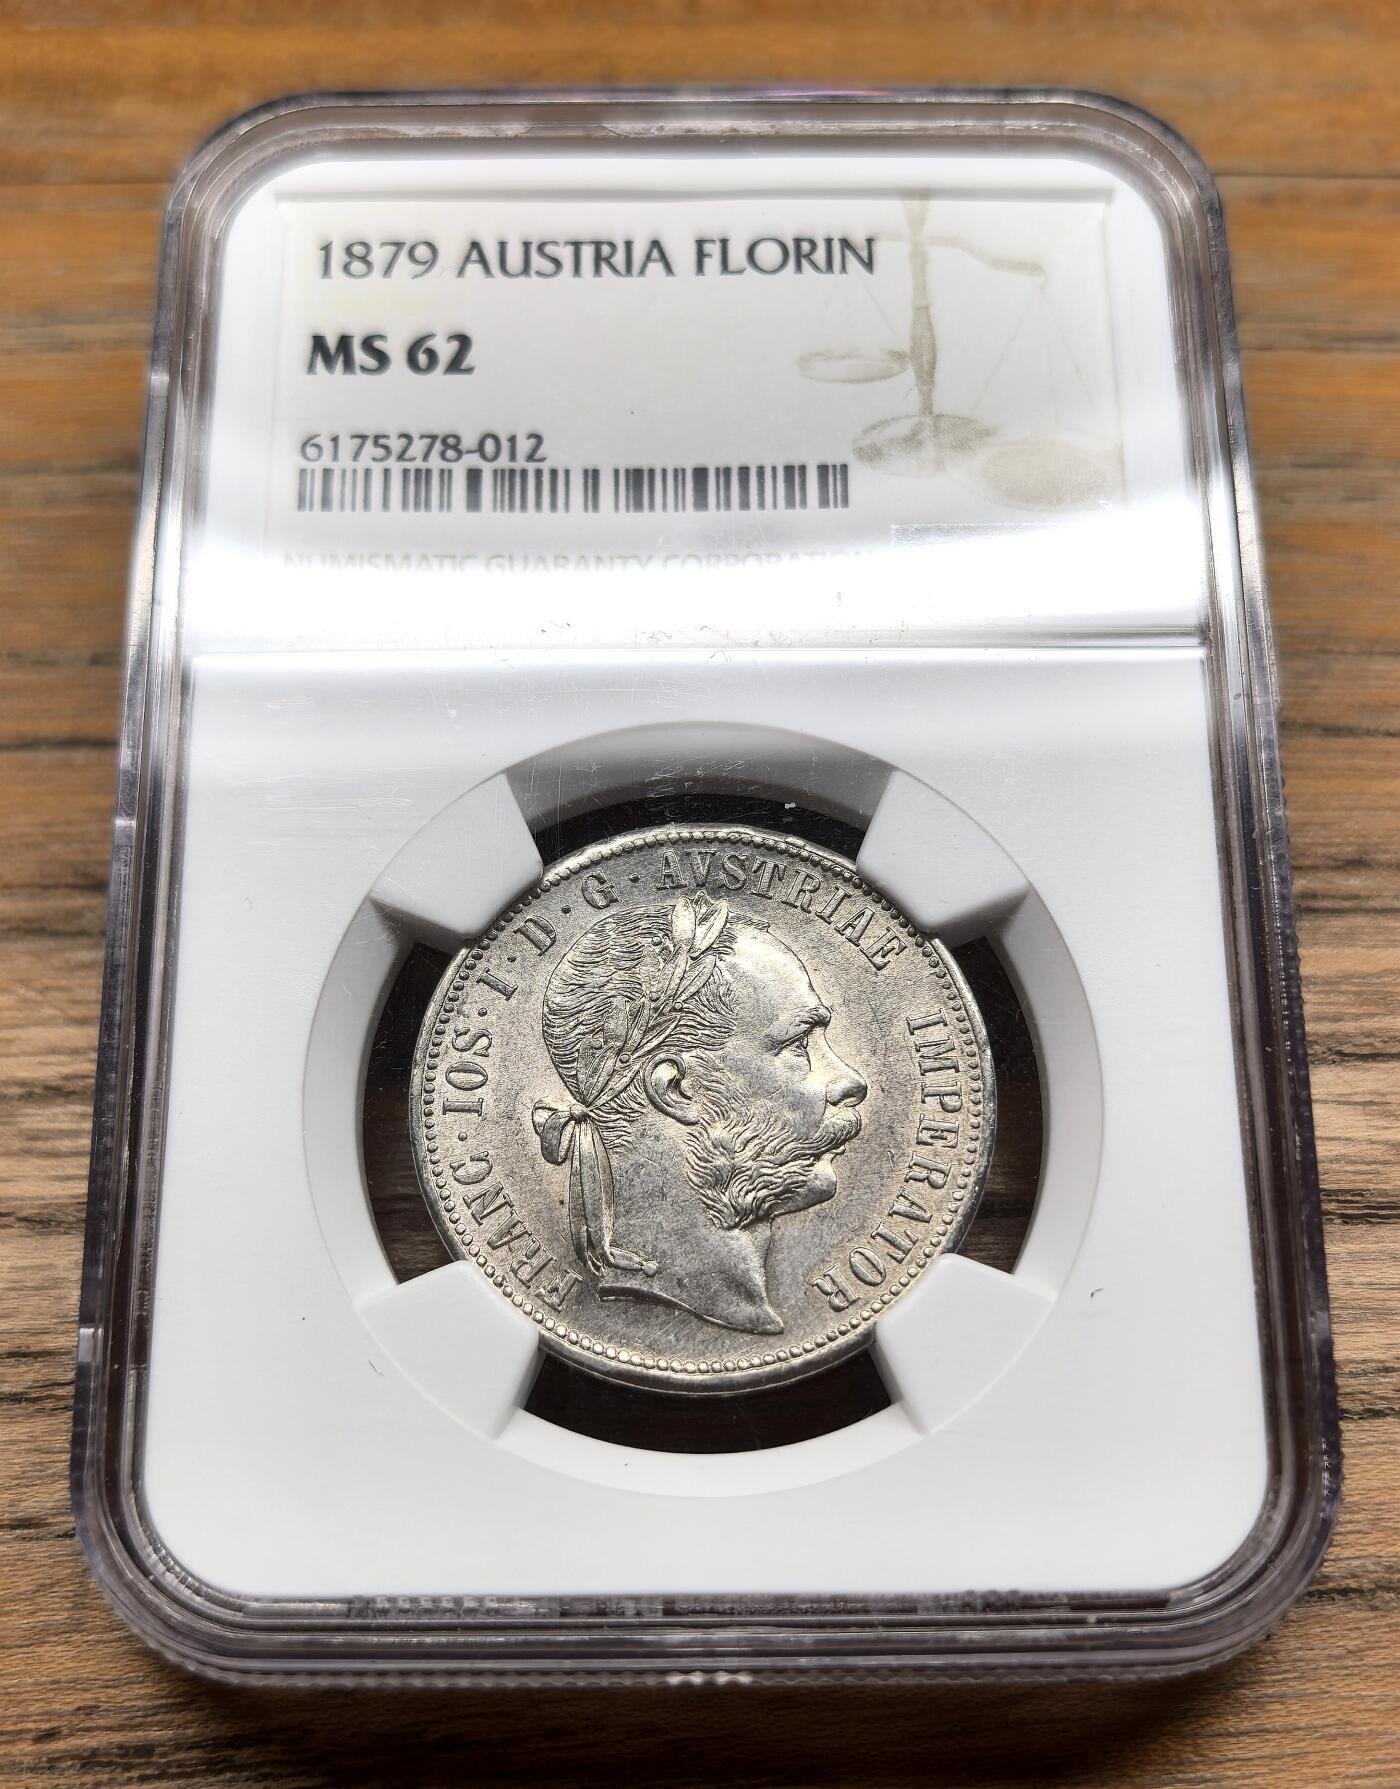 1879 AUSTRIA FLORIN
MS 62
6175278-012
NUMISMATIC GUARANTY CORPORATION
FRANC·IOS·I·D·G·AVSTRIAE IMPERATOR